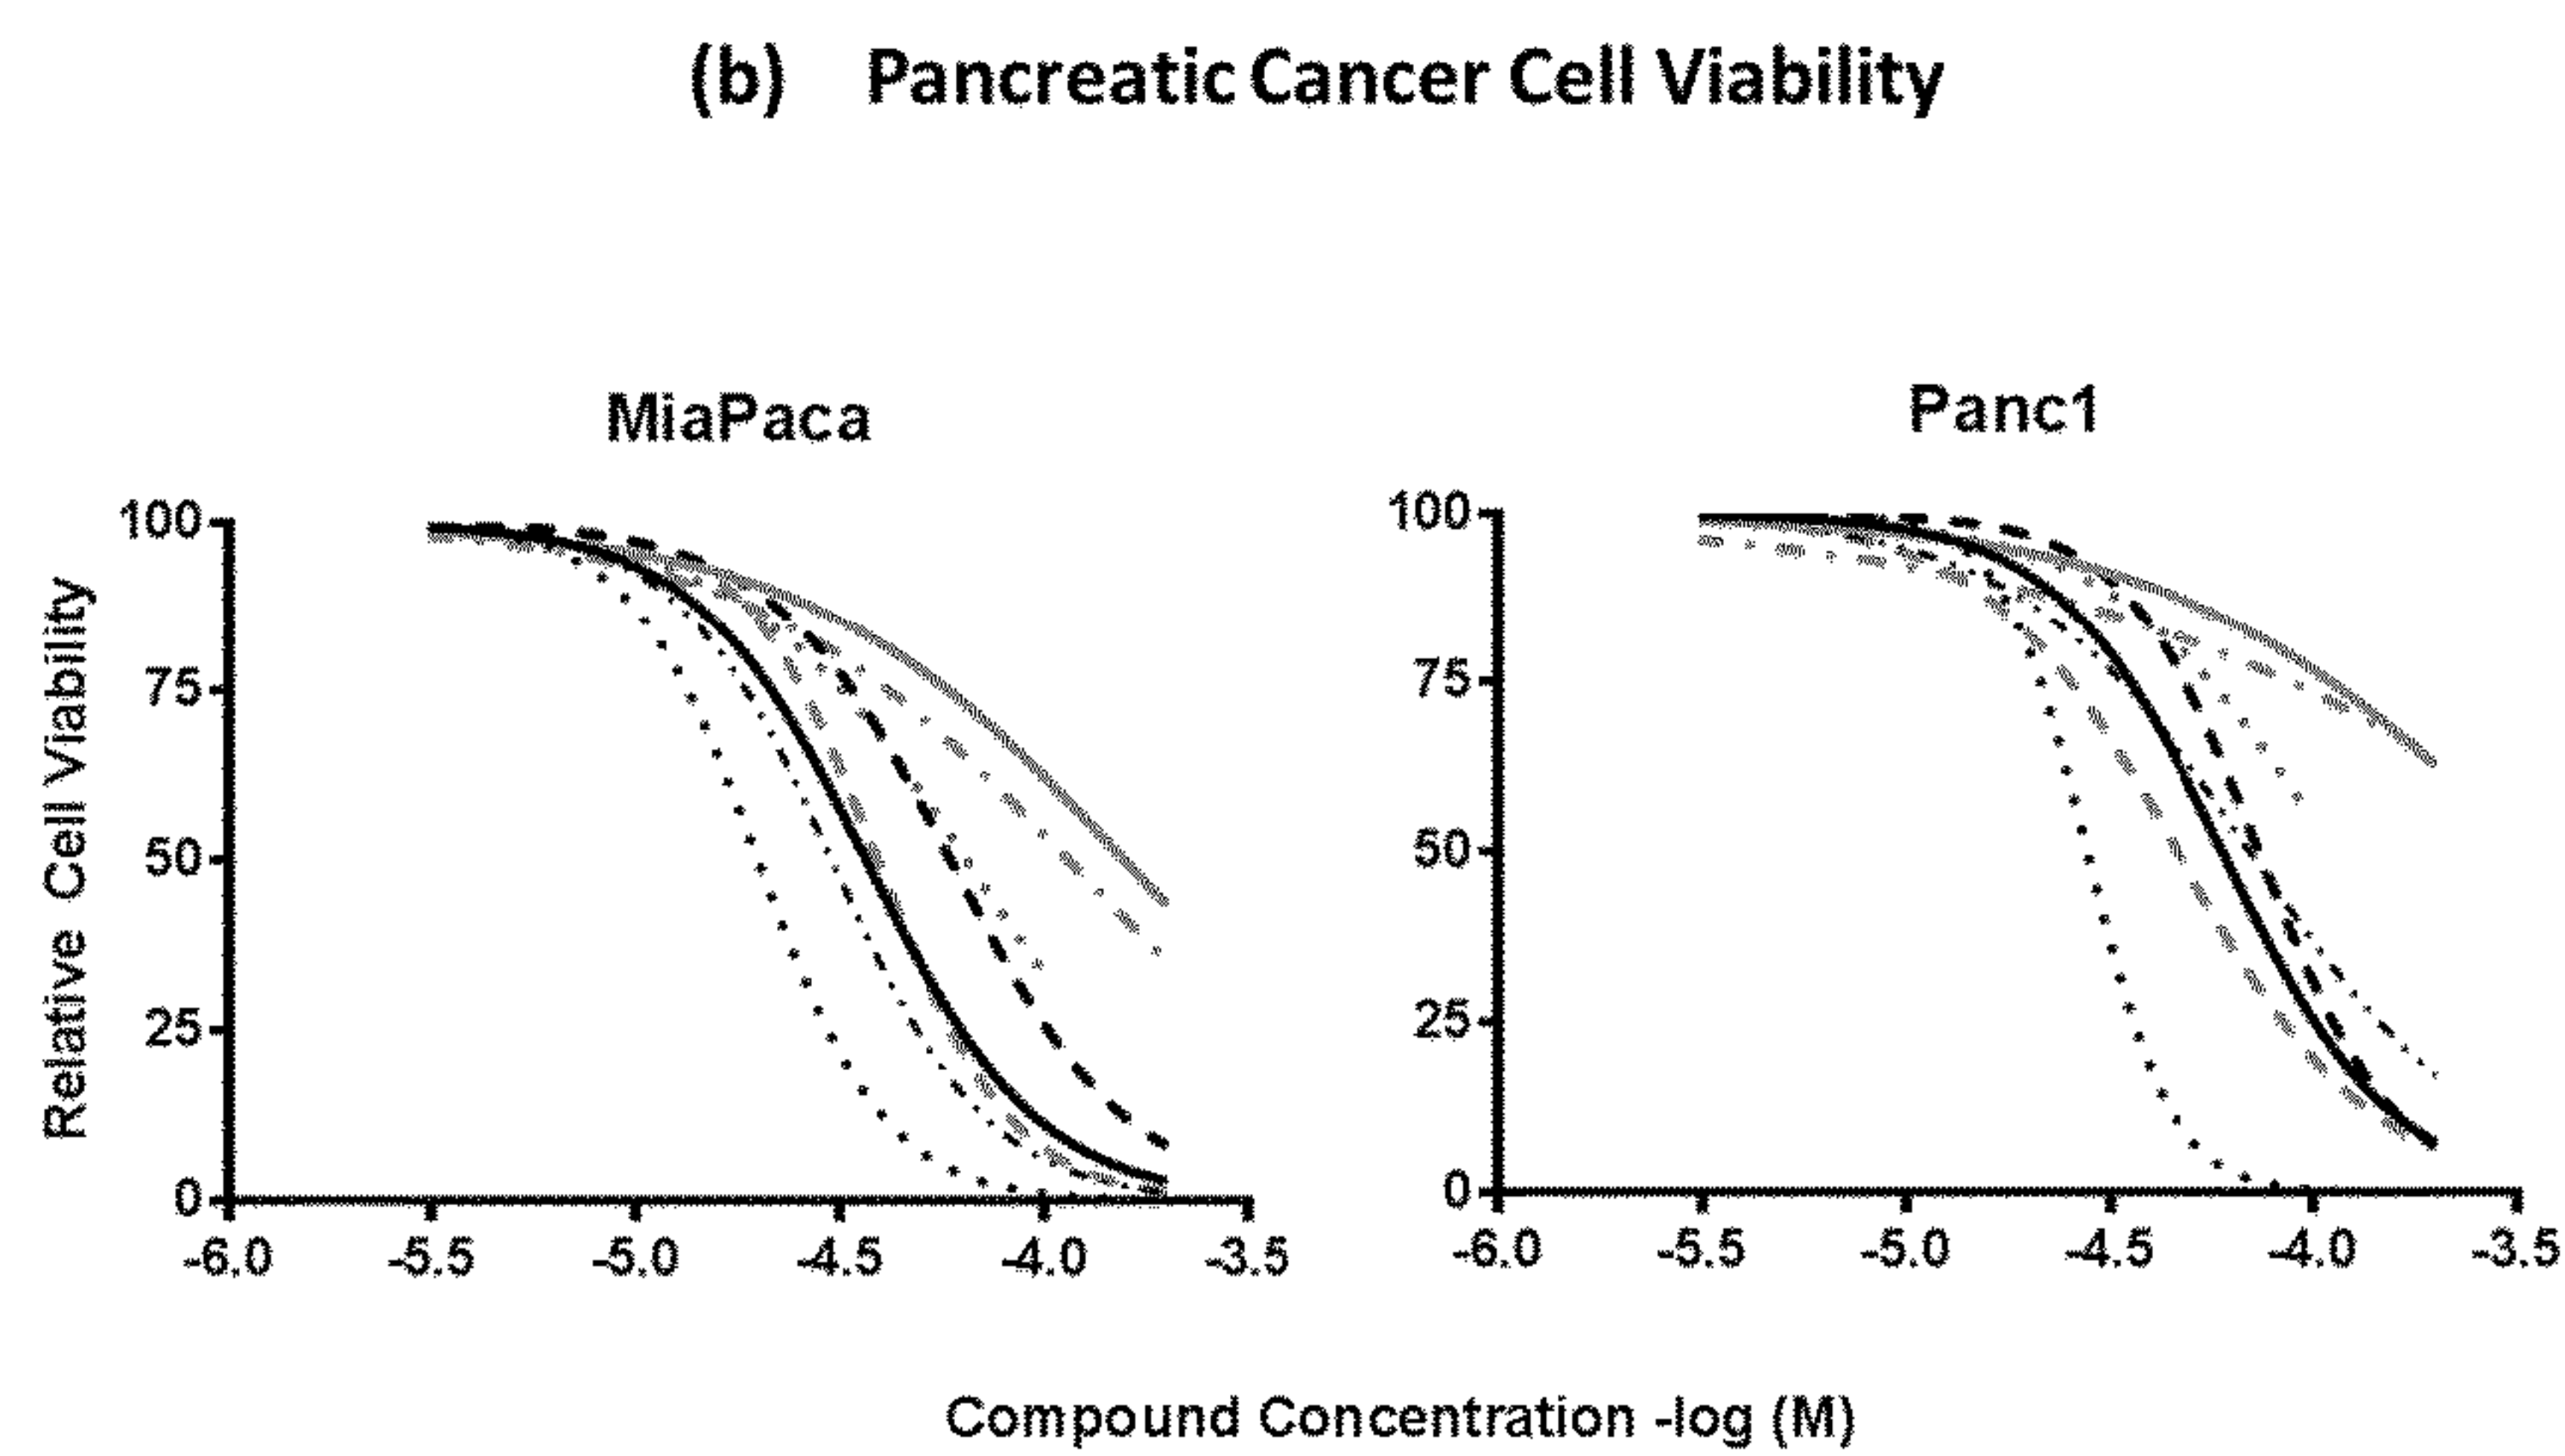 (b) Pancreatic Cancer Cell Viability
MiaPaca
Panc1
Relative Cell Viability
100
75
50
25
0
-6.0 -5.5 -5.0 -4.5 -4.0 -3.5
100
75
50
25
0
-6.0 -5.5 -5.0 -4.5 -4.0 -3.5
Compound Concentration -log (M)